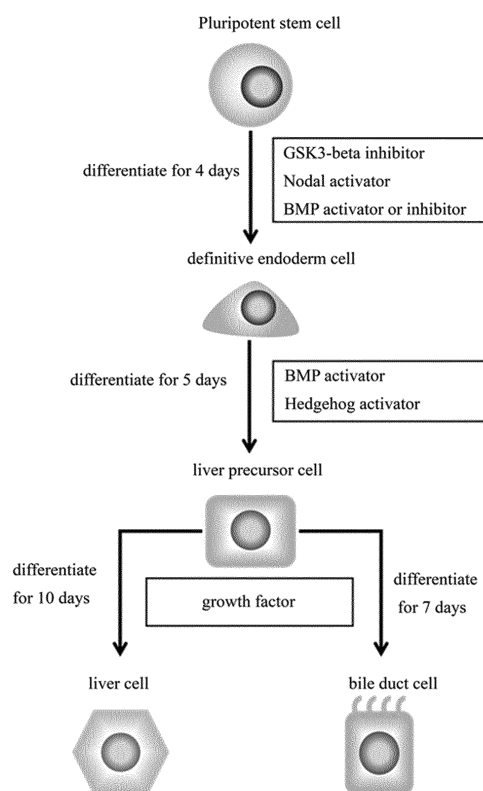 Pluripotent stem cell
differentiate for 4 days
GSK3-beta inhibitor
Nodal activator
BMP activator or inhibitor
definitive endoderm cell
differentiate for 5 days
BMP activator
Hedgehog activator
liver precursor cell
differentiate
for 10 days
growth factor
differentiate
for 7 days
liver cell
bile duct cell